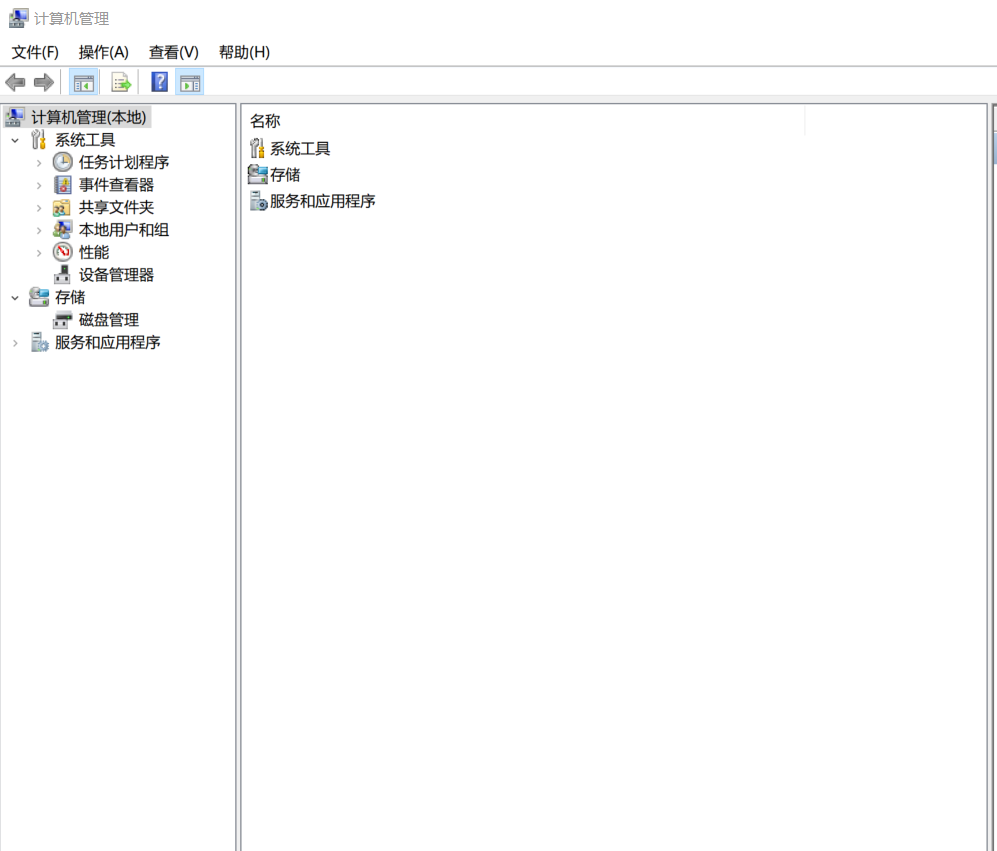 计算机管理
文件(F) 操作(A) 查看(V) 帮助(H)
计算机管理(本地)
系统工具
任务计划程序
事件查看器
共享文件夹
本地用户和组
性能
设备管理器
存储
磁盘管理
服务和应用程序
名称
系统工具
存储
服务和应用程序